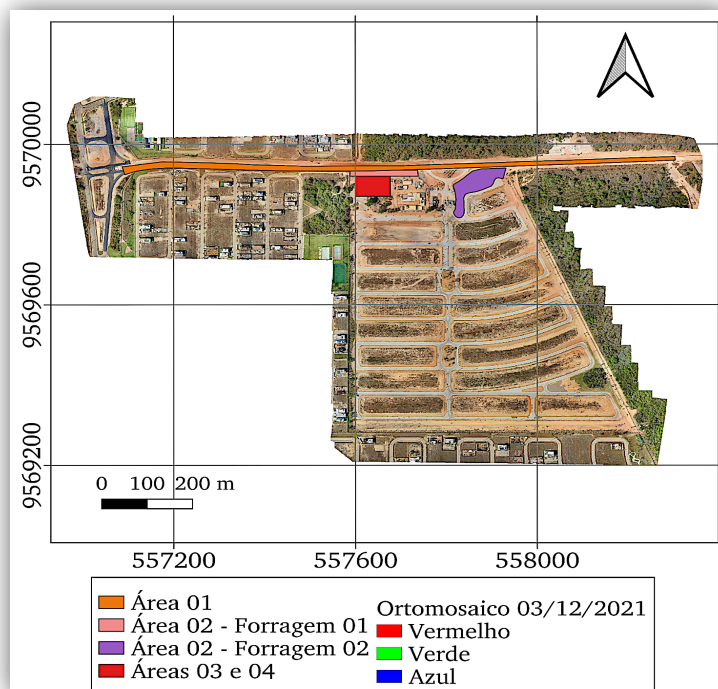 9570000
9569600
9569200
0 100 200 m
557200 557600 558000
Área 01
Área 02 - Forragem 01
Área 02 - Forragem 02
Áreas 03 e 04
Ortomosaico 03/12/2021
Vermelho
Verde
Azul